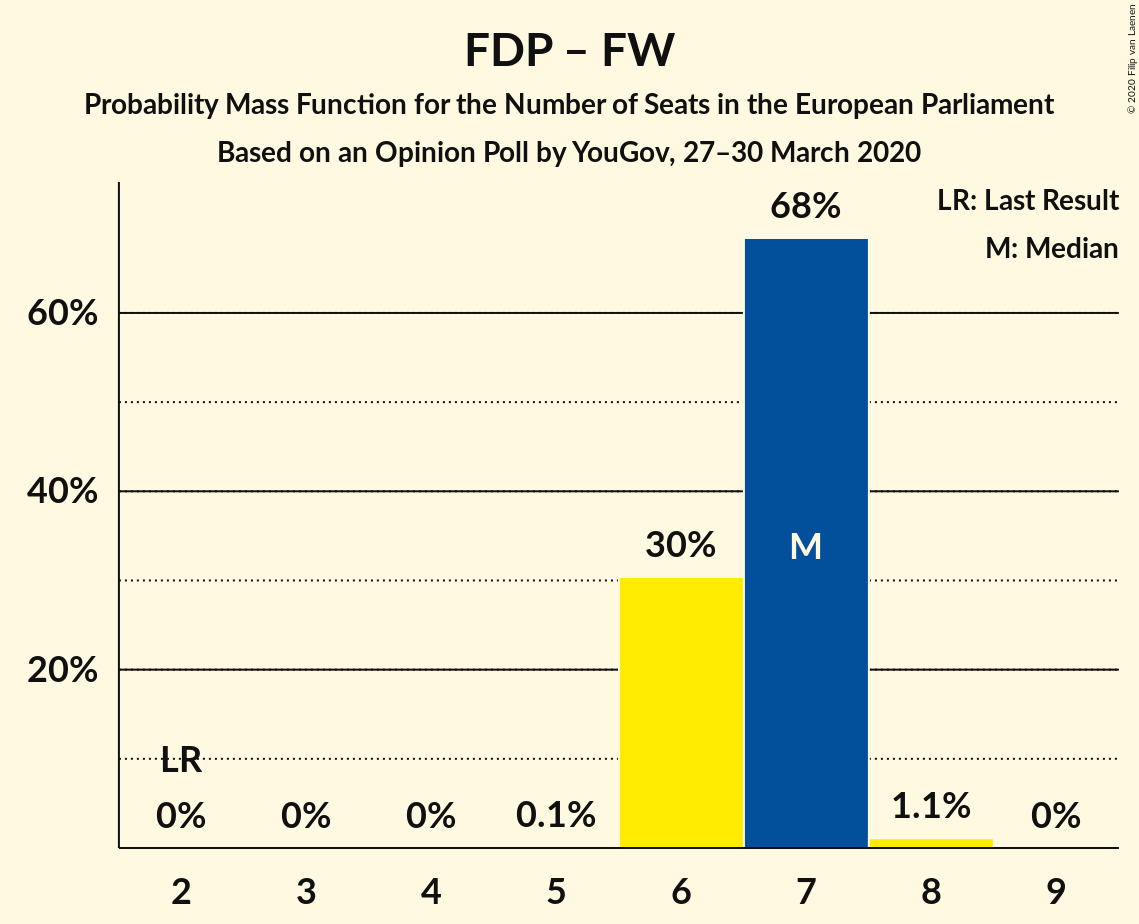 FDP – FW
Probability Mass Function for the Number of Seats in the European Parliament
Based on an Opinion Poll by YouGov, 27–30 March 2020
© 2020 Filip van Laenen
LR: Last Result
M: Median
68%
60%
40%
30%
M
20%
LR
0%
0%
0%
0.1%
1.1%
0%
2 3 4 5 6 7 8 9